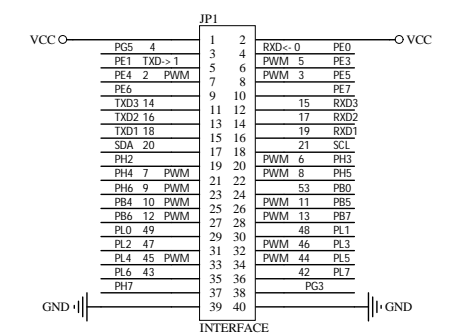 JP1
VCC 1 2 VCC
PG5 4 3 4 RXD<- 0 PE0
PE1 TXD-> 1 5 6 PWM 5 PE3
PE4 2 PWM 7 8 PWM 3 PE5
PE6 9 10 PE7
TXD3 14 11 12 15 RXD3
TXD2 16 13 14 17 RXD2
TXD1 18 15 16 19 RXD1
SDA 20 17 18 21 SCL
PH2 19 20 PWM 6 PH3
PH4 7 PWM 21 22 PWM 8 PH5
PH6 9 PWM 23 24 53 PB0
PB4 10 PWM 25 26 PWM 11 PB5
PB6 12 PWM 27 28 PWM 13 PB7
PL0 49 29 30 48 PL1
PL2 47 31 32 PWM 46 PL3
PL4 45 PWM 33 34 PWM 44 PL5
PL6 43 35 36 42 PL7
PH7 37 38 PG3
GND 39 40 GND
INTERFACE